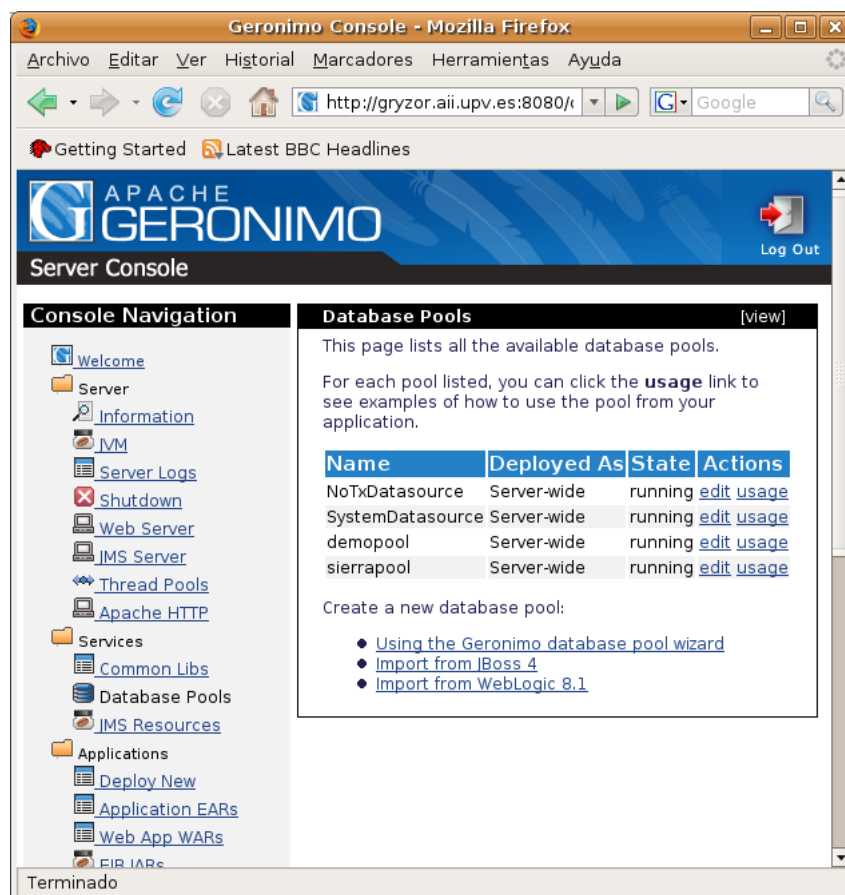 Geronimo Console - Mozilla Firefox
Archivo Editar Ver Historial Marcadores Herramientas Ayuda
http://gryzor.aii.upv.es:8080/c G Google
Getting Started Latest BBC Headlines
APACHE
GERONIMO
Log Out
Server Console
Console Navigation
Welcome
Server
Information
JVM
Server Logs
Shutdown
Web Server
JMS Server
Thread Pools
Apache HTTP
Services
Common Libs
Database Pools
JMS Resources
Applications
Deploy New
Application EARs
Web App WARs
EJB JARs
Database Pools [view]
This page lists all the available database pools.
For each pool listed, you can click the usage link to
see examples of how to use the pool from your
application.
Name Deployed As State Actions
NoTxDatasource Server-wide running edit usage
SystemDatasource Server-wide running edit usage
demopool Server-wide running edit usage
sierrapool Server-wide running edit usage
Create a new database pool:
Using the Geronimo database pool wizard
Import from JBoss 4
Import from WebLogic 8.1
Terminado